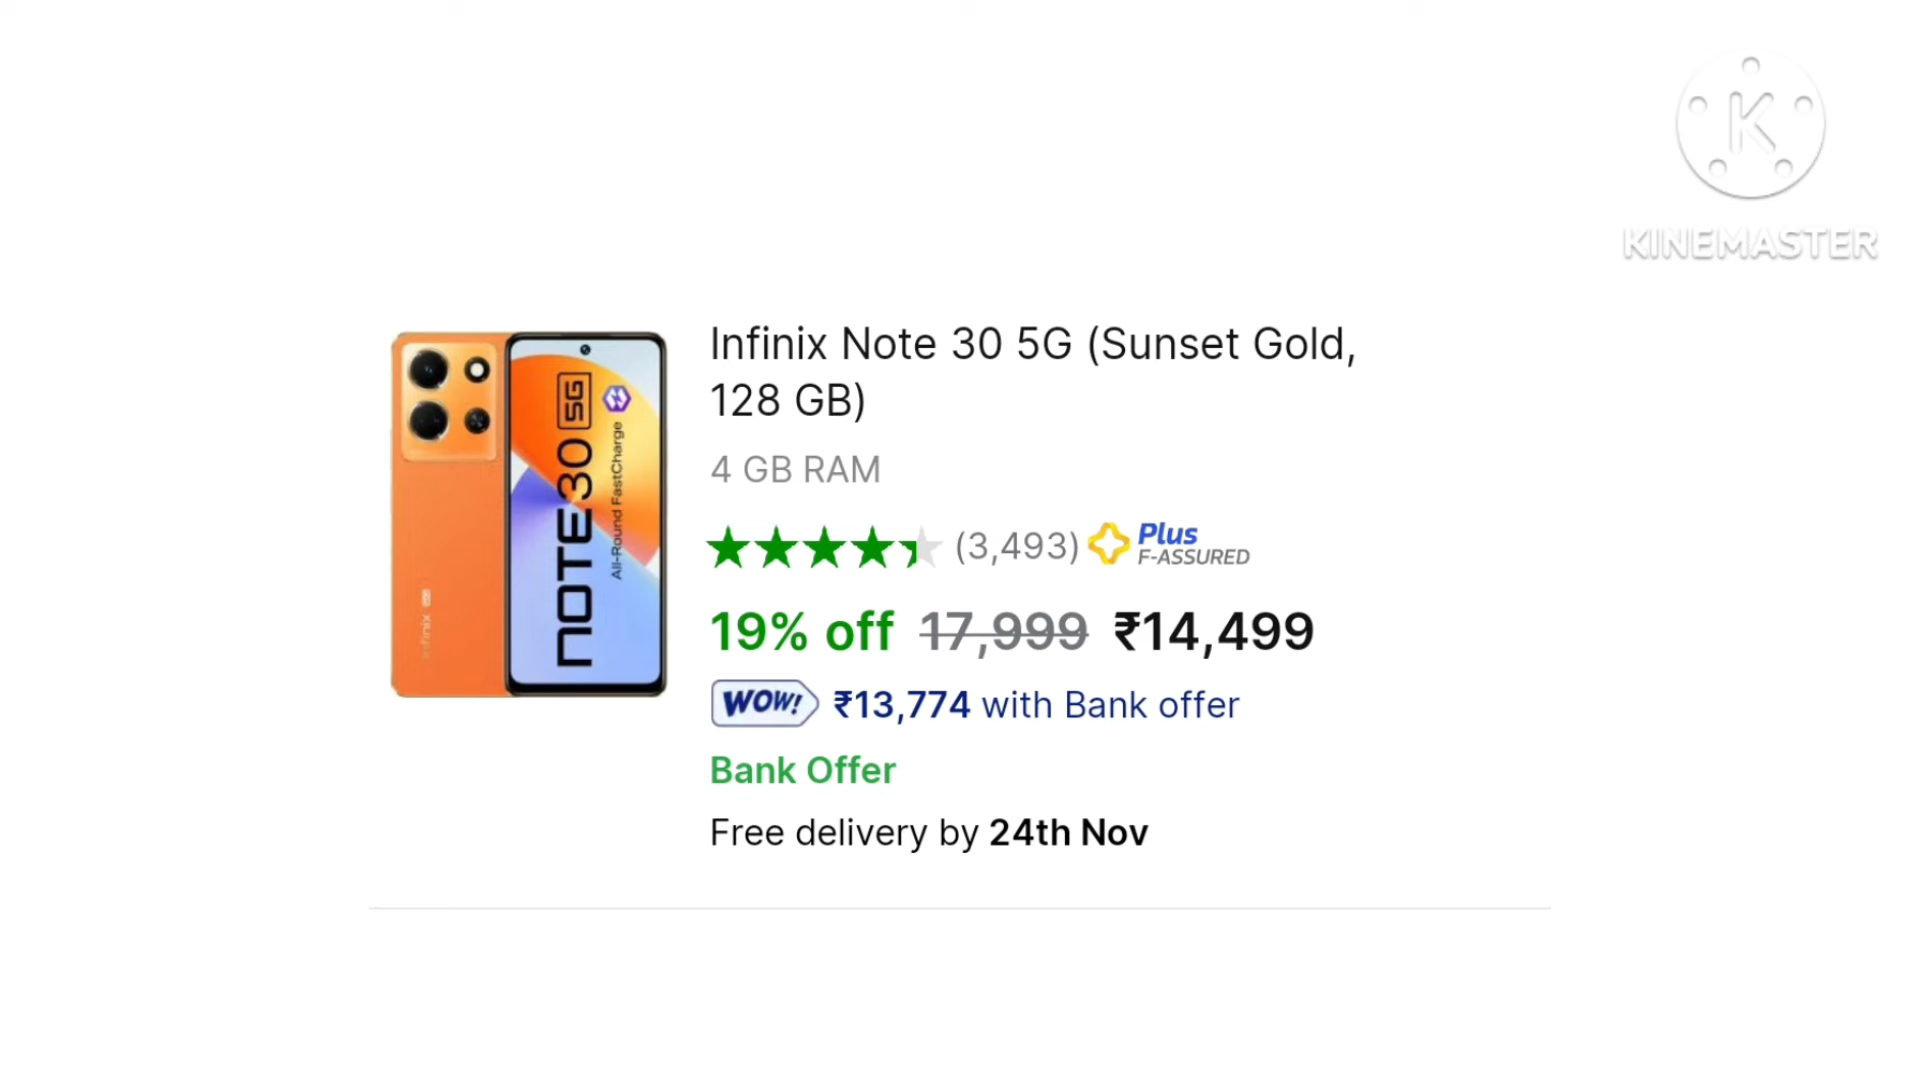 KINEMASTER
Infinix Note 30 5G (Sunset Gold,
128 GB)
4 GB RAM
(3,493) Plus
F-ASSURED
19% off 17,999 ₹14,499
WOW! ₹13,774 with Bank offer
Bank Offer
Free delivery by 24th Nov
NOTE 30 5G
All-Round FastCharge
Infinix